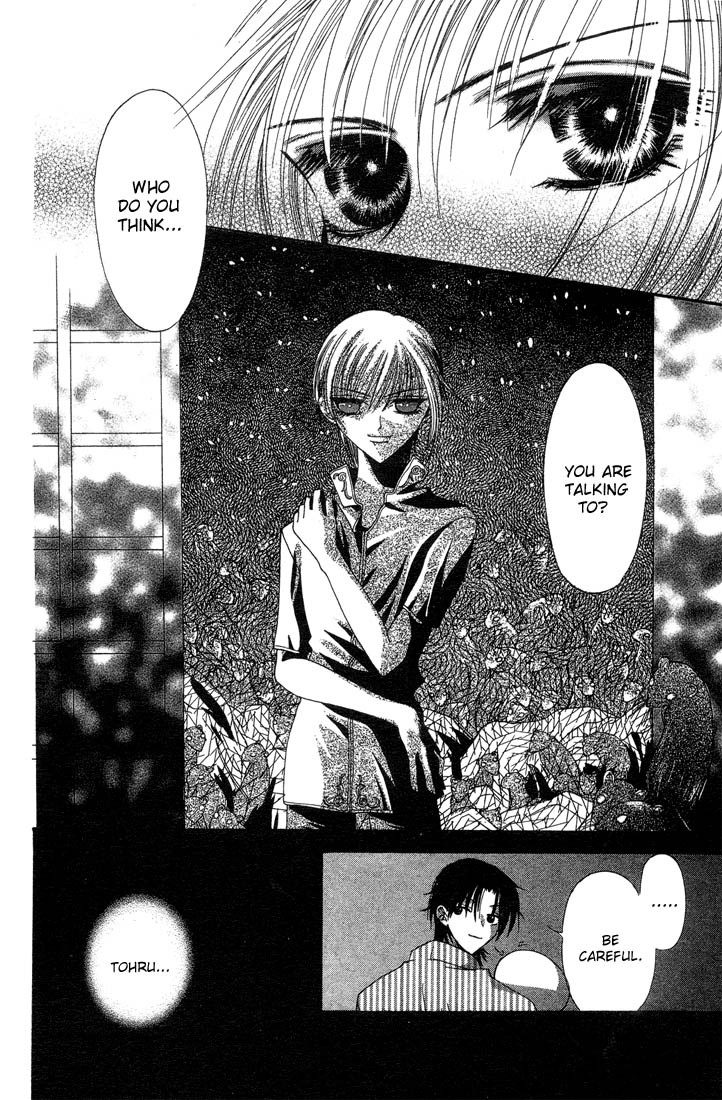 WHO
DO YOU
THINK...
YOU ARE
TALKING
TO?
.....
BE
CAREFUL.
TOHRU...